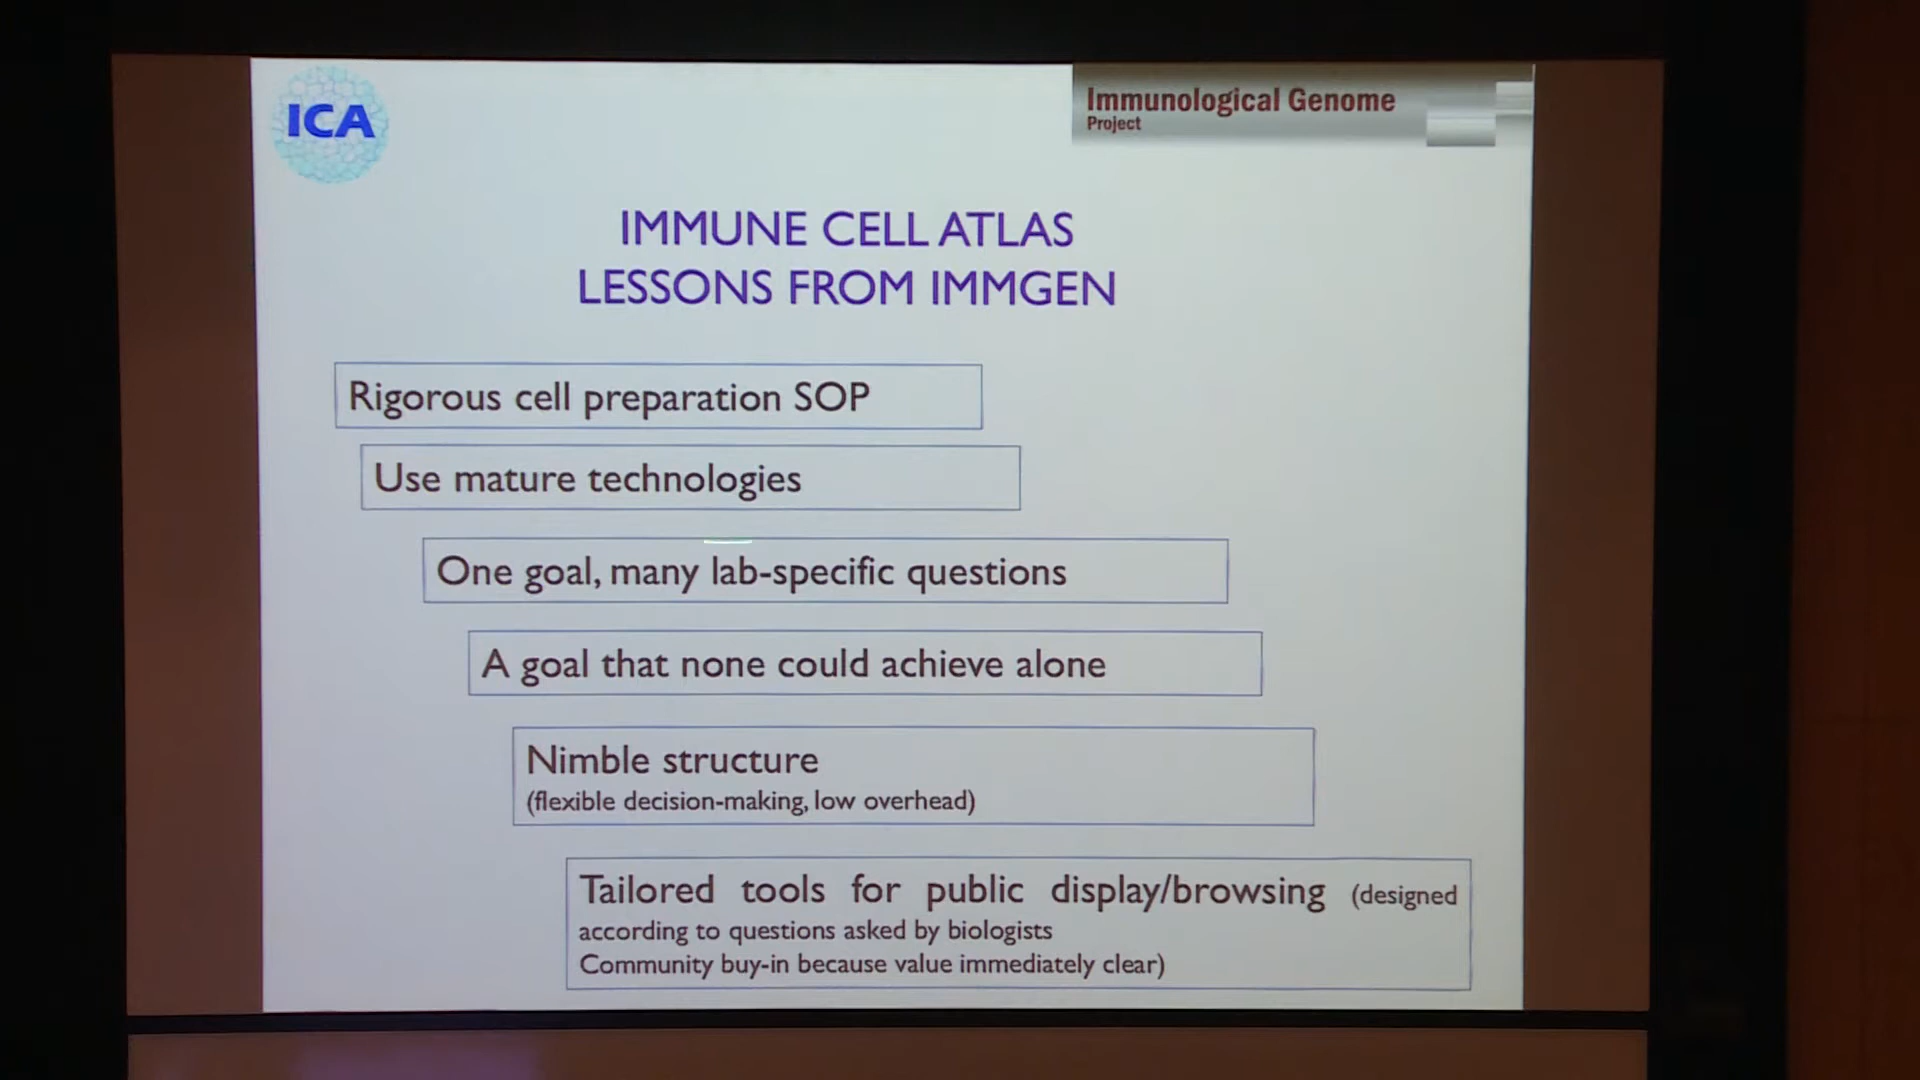 ICA
Immunological Genome
Project
IMMUNE CELL ATLAS
LESSONS FROM IMMGEN
Rigorous cell preparation SOP
Use mature technologies
One goal, many lab-specific questions
A goal that none could achieve alone
Nimble structure
(flexible decision-making, low overhead)
Tailored tools for public display/browsing (designed
according to questions asked by biologists
Community buy-in because value immediately clear)